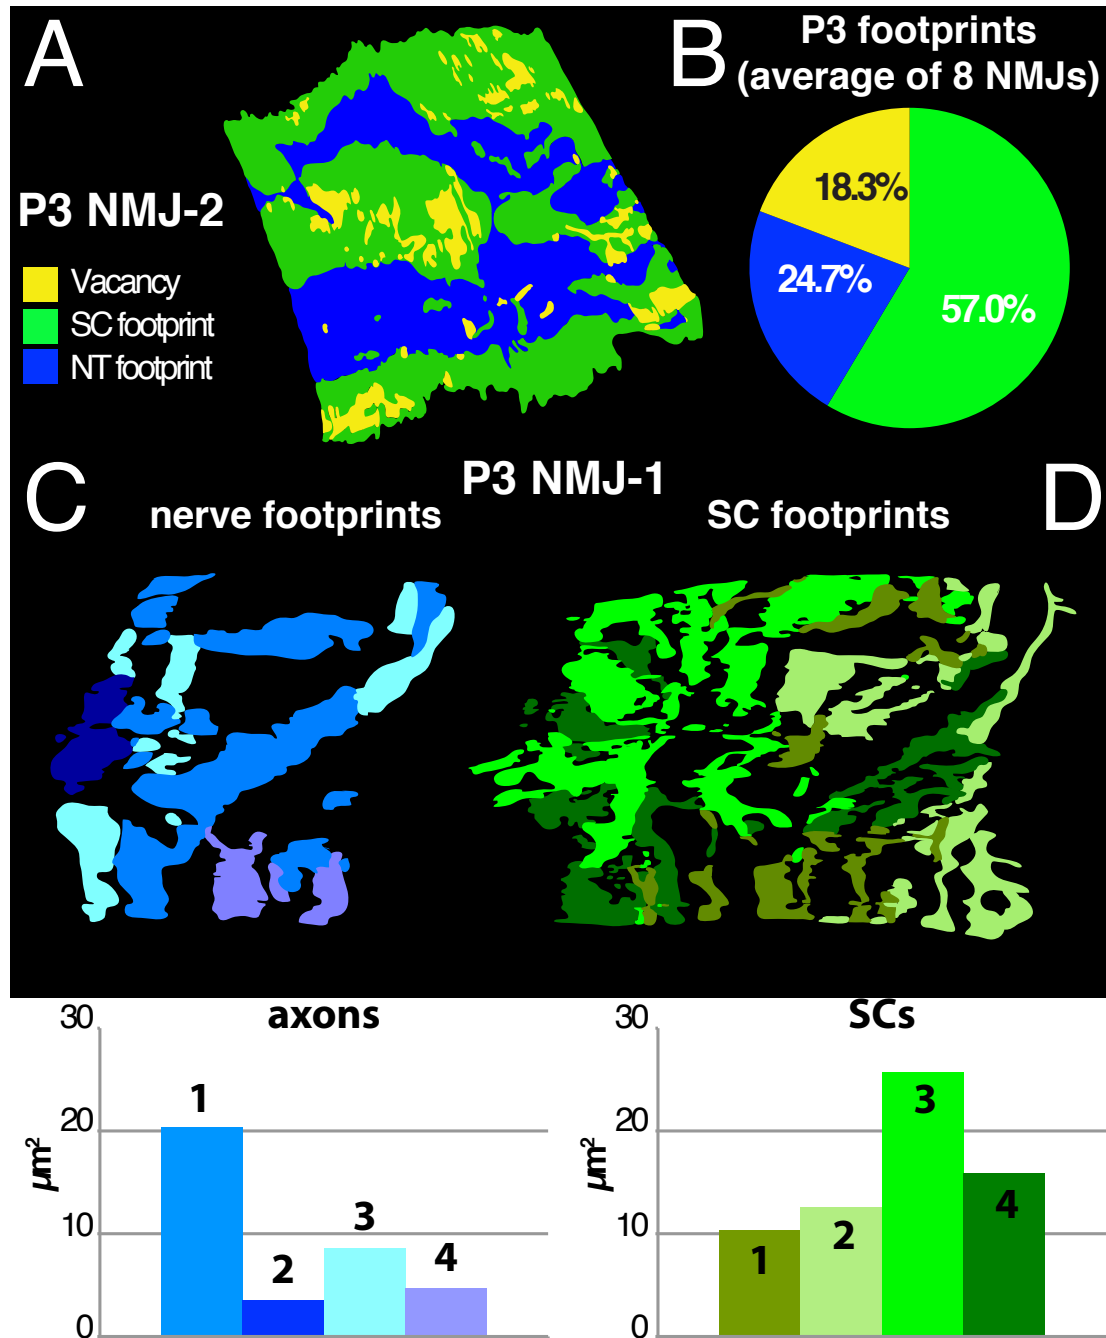 A
B
P3 footprints
(average of 8 NMJs)
P3 NMJ-2
Vacancy
SC footprint
NT footprint
18.3%
24.7%
57.0%
P3 NMJ-1
C
nerve footprints
SC footprints
D
axons
30
20
10
0
µm²
1
2
3
4
SCs
30
20
10
0
µm²
1
2
3
4